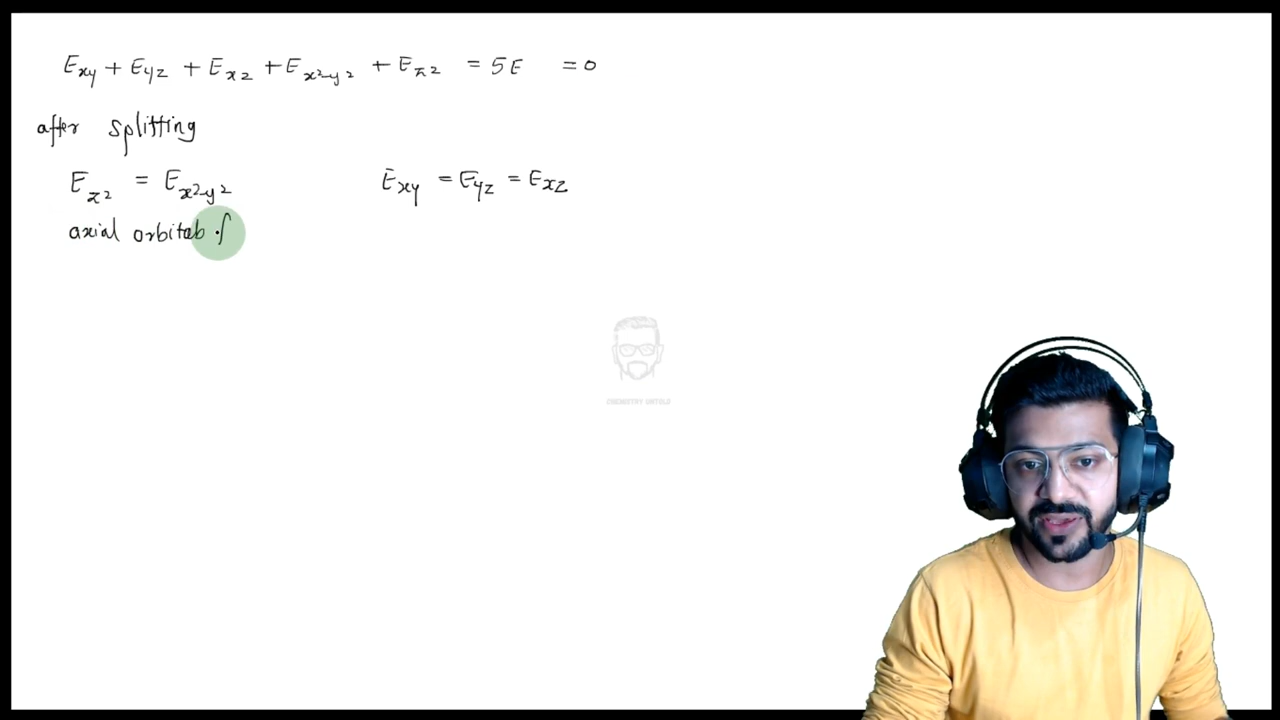 Exy + Eyz + Exz + Ex²-y² + Ez² = 5E = 0
after splitting
Ez² = Ex²-y² Exy = Eyz = Exz
axial orbitals